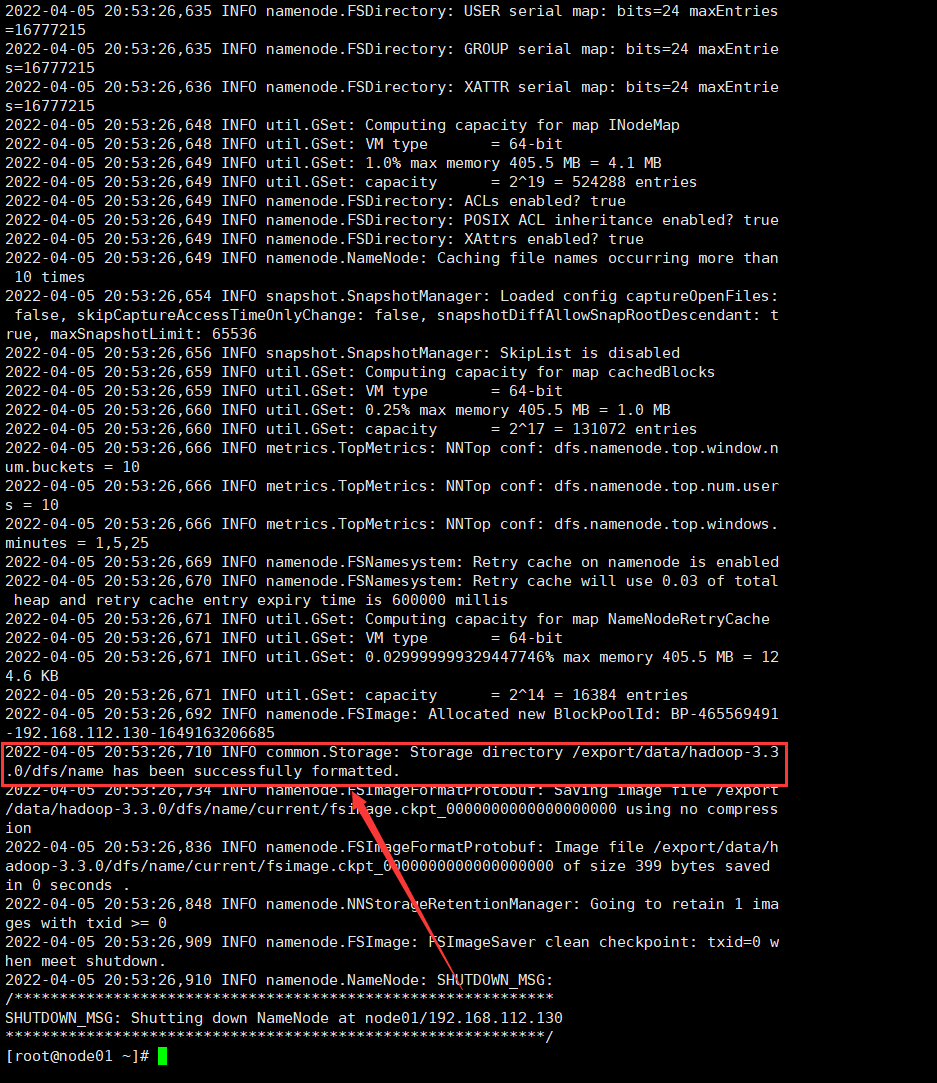 2022-04-05 20:53:26,635 INFO namenode.FSDirectory: USER serial map: bits=24 maxEntries
=16777215
2022-04-05 20:53:26,635 INFO namenode.FSDirectory: GROUP serial map: bits=24 maxEntrie
s=16777215
2022-04-05 20:53:26,636 INFO namenode.FSDirectory: XATTR serial map: bits=24 maxEntrie
s=16777215
2022-04-05 20:53:26,648 INFO util.GSet: Computing capacity for map INodeMap
2022-04-05 20:53:26,648 INFO util.GSet: VM type       = 64-bit
2022-04-05 20:53:26,649 INFO util.GSet: 1.0% max memory 405.5 MB = 4.1 MB
2022-04-05 20:53:26,649 INFO util.GSet: capacity      = 2^19 = 524288 entries
2022-04-05 20:53:26,649 INFO namenode.FSDirectory: ACLs enabled? true
2022-04-05 20:53:26,649 INFO namenode.FSDirectory: POSIX ACL inheritance enabled? true
2022-04-05 20:53:26,649 INFO namenode.FSDirectory: XAttrs enabled? true
2022-04-05 20:53:26,649 INFO namenode.NameNode: Caching file names occurring more than
 10 times
2022-04-05 20:53:26,654 INFO snapshot.SnapshotManager: Loaded config captureOpenFiles:
 false, skipCaptureAccessTimeOnlyChange: false, snapshotDiffAllowSnapRootDescendant: t
rue, maxSnapshotLimit: 65536
2022-04-05 20:53:26,656 INFO snapshot.SnapshotManager: SkipList is disabled
2022-04-05 20:53:26,659 INFO util.GSet: Computing capacity for map cachedBlocks
2022-04-05 20:53:26,659 INFO util.GSet: VM type       = 64-bit
2022-04-05 20:53:26,660 INFO util.GSet: 0.25% max memory 405.5 MB = 1.0 MB
2022-04-05 20:53:26,660 INFO util.GSet: capacity      = 2^17 = 131072 entries
2022-04-05 20:53:26,666 INFO metrics.TopMetrics: NNTop conf: dfs.namenode.top.window.n
um.buckets = 10
2022-04-05 20:53:26,666 INFO metrics.TopMetrics: NNTop conf: dfs.namenode.top.num.user
s = 10
2022-04-05 20:53:26,666 INFO metrics.TopMetrics: NNTop conf: dfs.namenode.top.windows.
minutes = 1,5,25
2022-04-05 20:53:26,669 INFO namenode.FSNamesystem: Retry cache on namenode is enabled
2022-04-05 20:53:26,670 INFO namenode.FSNamesystem: Retry cache will use 0.03 of total
 heap and retry cache entry expiry time is 600000 millis
2022-04-05 20:53:26,671 INFO util.GSet: Computing capacity for map NameNodeRetryCache
2022-04-05 20:53:26,671 INFO util.GSet: VM type       = 64-bit
2022-04-05 20:53:26,671 INFO util.GSet: 0.029999999329447746% max memory 405.5 MB = 12
4.6 KB
2022-04-05 20:53:26,671 INFO util.GSet: capacity      = 2^14 = 16384 entries
2022-04-05 20:53:26,692 INFO namenode.FSImage: Allocated new BlockPoolId: BP-465569491
-192.168.112.130-1649163206685
2022-04-05 20:53:26,710 INFO common.Storage: Storage directory /export/data/hadoop-3.3
.0/dfs/name has been successfully formatted.
2022-04-05 20:53:26,734 INFO namenode.FSImageFormatProtobuf: Saving image file /export
/data/hadoop-3.3.0/dfs/name/current/fsimage.ckpt_0000000000000000000 using no compress
ion
2022-04-05 20:53:26,836 INFO namenode.FSImageFormatProtobuf: Image file /export/data/h
adoop-3.3.0/dfs/name/current/fsimage.ckpt_0000000000000000000 of size 399 bytes saved
in 0 seconds .
2022-04-05 20:53:26,848 INFO namenode.NNStorageRetentionManager: Going to retain 1 ima
ges with txid >= 0
2022-04-05 20:53:26,909 INFO namenode.FSImage: FSImageSaver clean checkpoint: txid=0 w
hen meet shutdown.
2022-04-05 20:53:26,910 INFO namenode.NameNode: SHUTDOWN_MSG:
/************************************************************
SHUTDOWN_MSG: Shutting down NameNode at node01/192.168.112.130
************************************************************/
[root@node01 ~]#